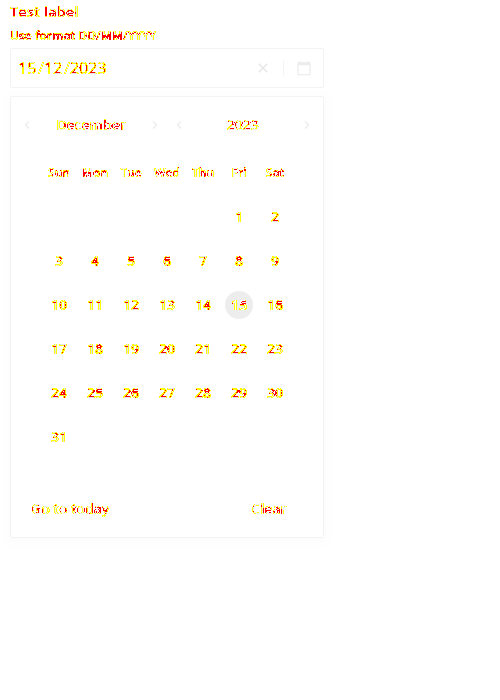 Test label
Use format DD/MM/YYYY
15/12/2023
December 2023
Sun Mon Tue Wed Thu Fri Sat
1 2
3 4 5 6 7 8 9
10 11 12 13 14 15 16
17 18 19 20 21 22 23
24 25 26 27 28 29 30
31
Go to today Clear